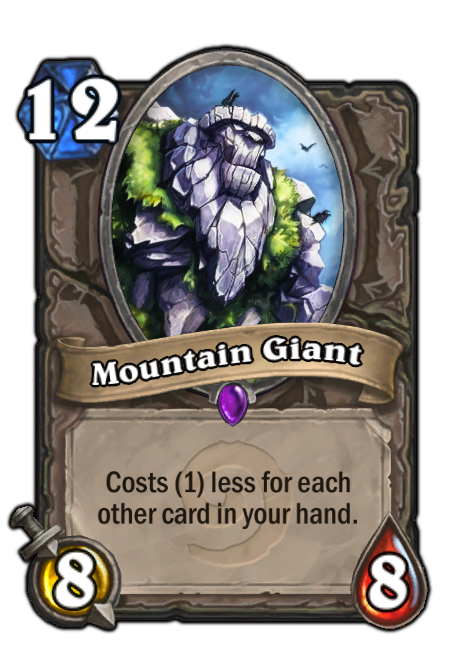 12
Mountain Giant
Costs (1) less for each
other card in your hand.
8 8